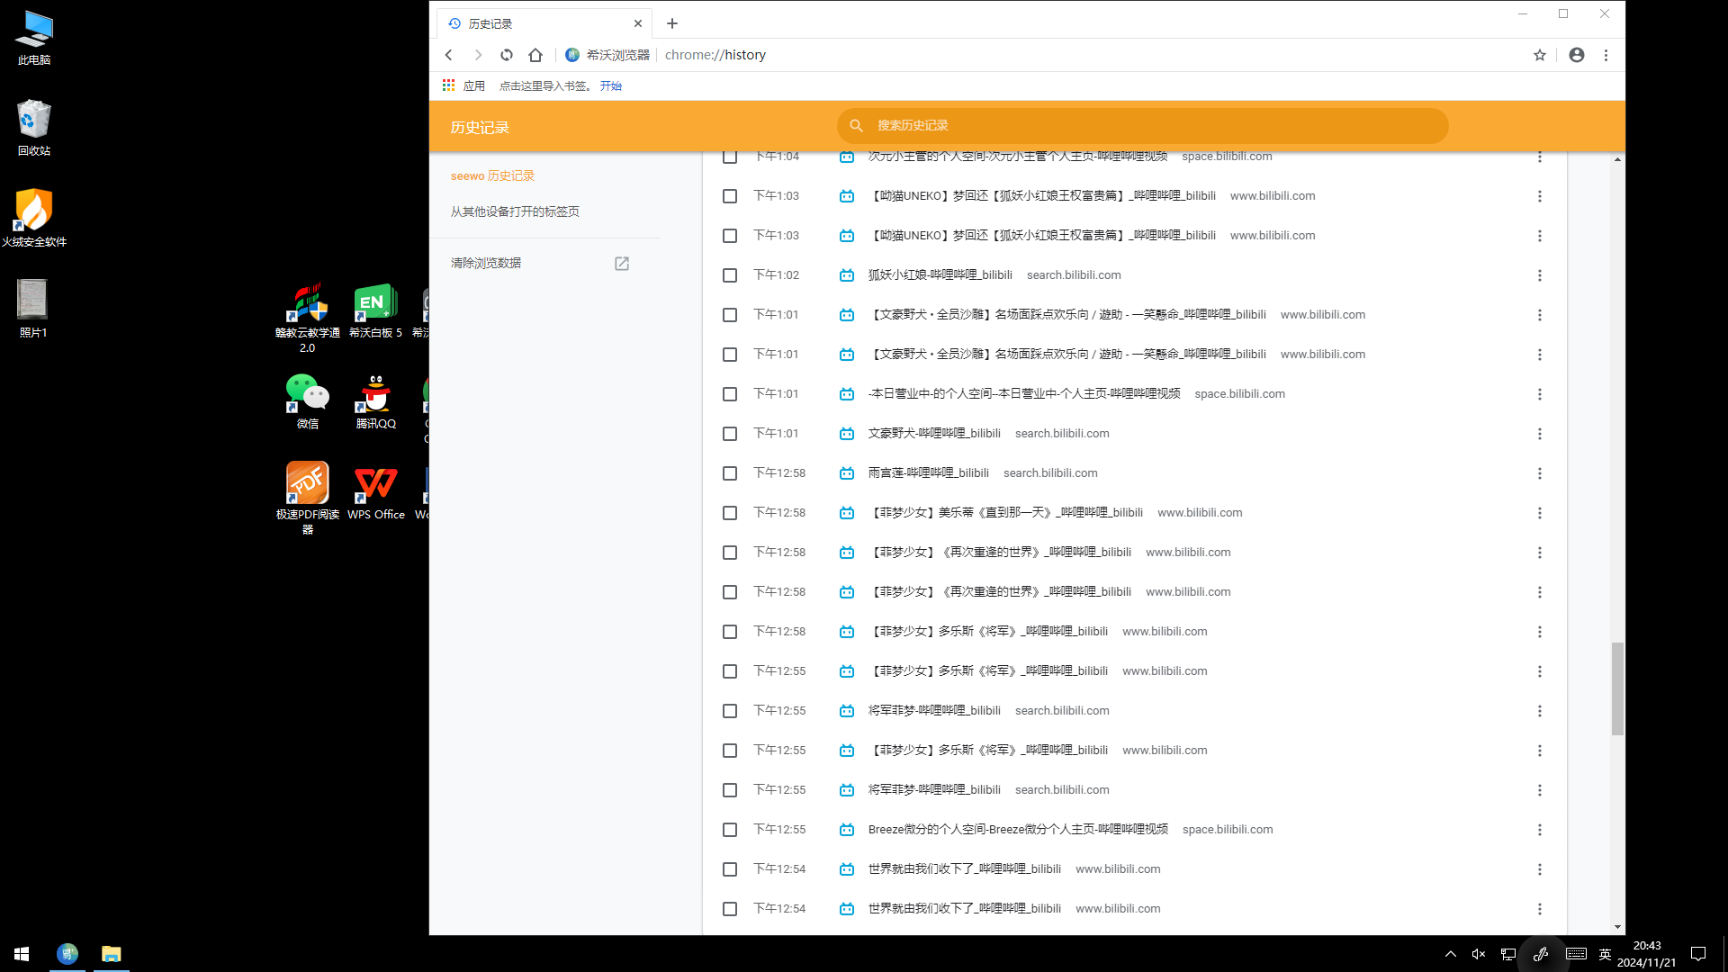 此电脑
回收站
火绒安全软件
照片1
赣教云教学通
2.0
希沃白板 5
微信
腾讯QQ
极速PDF阅读
器
WPS Office
历史记录
希沃浏览器
chrome://history
应用 点击这里导入书签。 开始
历史记录
搜索历史记录
seewo 历史记录
从其他设备打开的标签页
清除浏览数据
下午1:04 次元小主管的个人空间-次元小主管个人主页-哔哩哔哩视频 space.bilibili.com
下午1:03 【呦猫UNEKO】梦回还【狐妖小红娘王权富贵篇】_哔哩哔哩_bilibili www.bilibili.com
下午1:03 【呦猫UNEKO】梦回还【狐妖小红娘王权富贵篇】_哔哩哔哩_bilibili www.bilibili.com
下午1:02 狐妖小红娘-哔哩哔哩_bilibili search.bilibili.com
下午1:01 【文豪野犬 • 全员沙雕】名场面踩点欢乐向 / 遊助 - 一笑懸命_哔哩哔哩_bilibili www.bilibili.com
下午1:01 【文豪野犬 • 全员沙雕】名场面踩点欢乐向 / 遊助 - 一笑懸命_哔哩哔哩_bilibili www.bilibili.com
下午1:01 -本日营业中-的个人空间--本日营业中-个人主页-哔哩哔哩视频 space.bilibili.com
下午1:01 文豪野犬-哔哩哔哩_bilibili search.bilibili.com
下午12:58 雨宫莲-哔哩哔哩_bilibili search.bilibili.com
下午12:58 【菲梦少女】美乐蒂《直到那一天》_哔哩哔哩_bilibili www.bilibili.com
下午12:58 【菲梦少女】《再次重逢的世界》_哔哩哔哩_bilibili www.bilibili.com
下午12:58 【菲梦少女】《再次重逢的世界》_哔哩哔哩_bilibili www.bilibili.com
下午12:58 【菲梦少女】多乐斯《将军》_哔哩哔哩_bilibili www.bilibili.com
下午12:55 【菲梦少女】多乐斯《将军》_哔哩哔哩_bilibili www.bilibili.com
下午12:55 将军菲梦-哔哩哔哩_bilibili search.bilibili.com
下午12:55 【菲梦少女】多乐斯《将军》_哔哩哔哩_bilibili www.bilibili.com
下午12:55 将军菲梦-哔哩哔哩_bilibili search.bilibili.com
下午12:55 Breeze微分的个人空间-Breeze微分个人主页-哔哩哔哩视频 space.bilibili.com
下午12:54 世界就由我们收下了_哔哩哔哩_bilibili www.bilibili.com
下午12:54 世界就由我们收下了_哔哩哔哩_bilibili www.bilibili.com
英
20:43
2024/11/21